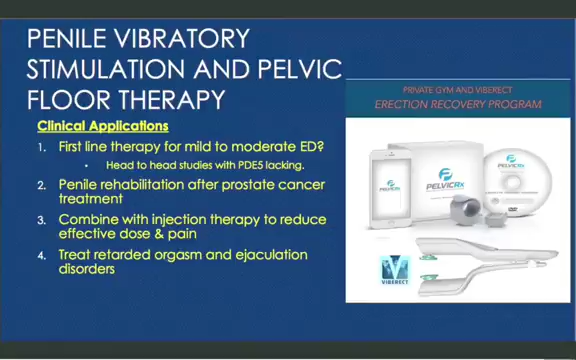 PENILE VIBRATORY
STIMULATION AND PELVIC
FLOOR THERAPY
Clinical Applications
1. First line therapy for mild to moderate ED?
• Head to head studies with PDE5 lacking.
2. Penile rehabilitation after prostate cancer
treatment
3. Combine with injection therapy to reduce
effective dose & pain
4. Treat retarded orgasm and ejaculation
disorders
PRIVATE GYM AND VIBERECT
ERECTION RECOVERY PROGRAM
PELVICRX
PELVICRX
PELVICRX
DVD
VIBERECT